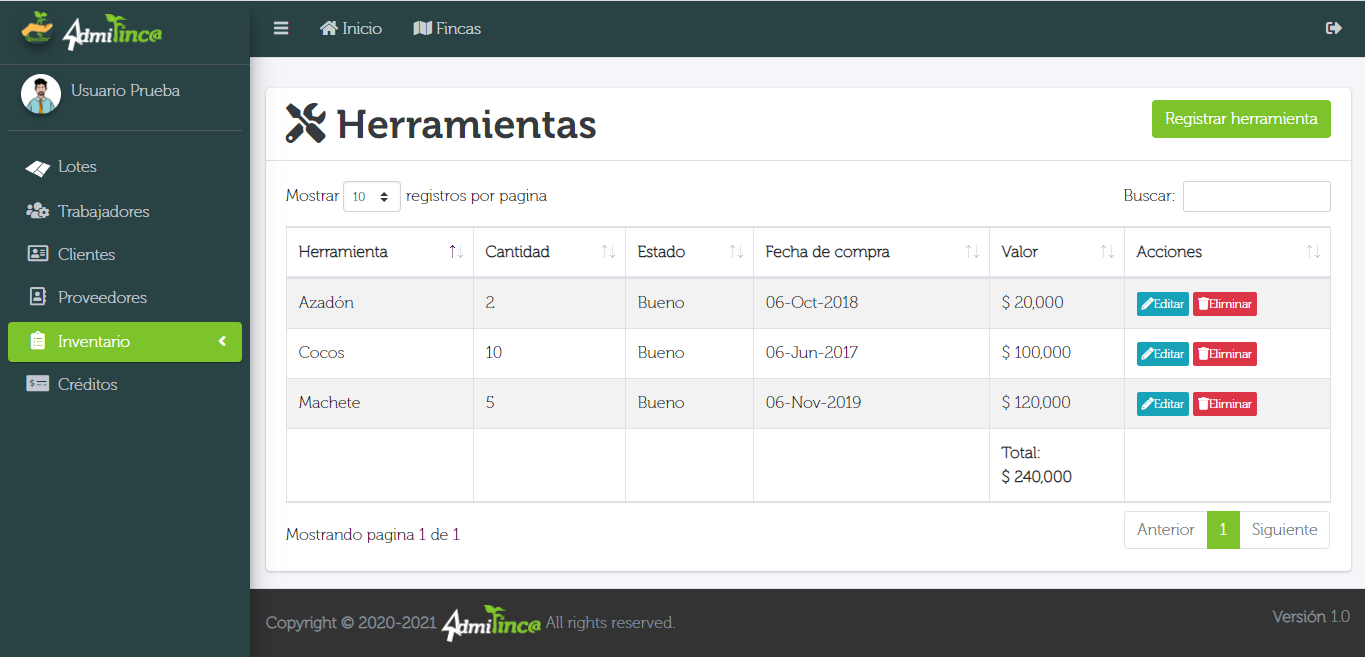 AdmiFinc@
Inicio
Fincas
Usuario Prueba
Lotes
Trabajadores
Clientes
Proveedores
Inventario
Créditos
Herramientas
Registrar herramienta
Mostrar 10 registros por pagina
Buscar:
Herramienta Cantidad Estado Fecha de compra Valor Acciones
Azadón 2 Bueno 06-Oct-2018 $ 20,000 Editar Eliminar
Cocos 10 Bueno 06-Jun-2017 $ 100,000 Editar Eliminar
Machete 5 Bueno 06-Nov-2019 $ 120,000 Editar Eliminar
Total:
$ 240,000
Mostrando pagina 1 de 1
Anterior 1 Siguiente
Copyright © 2020-2021 AdmiFinc@ All rights reserved.
Versión 1.0